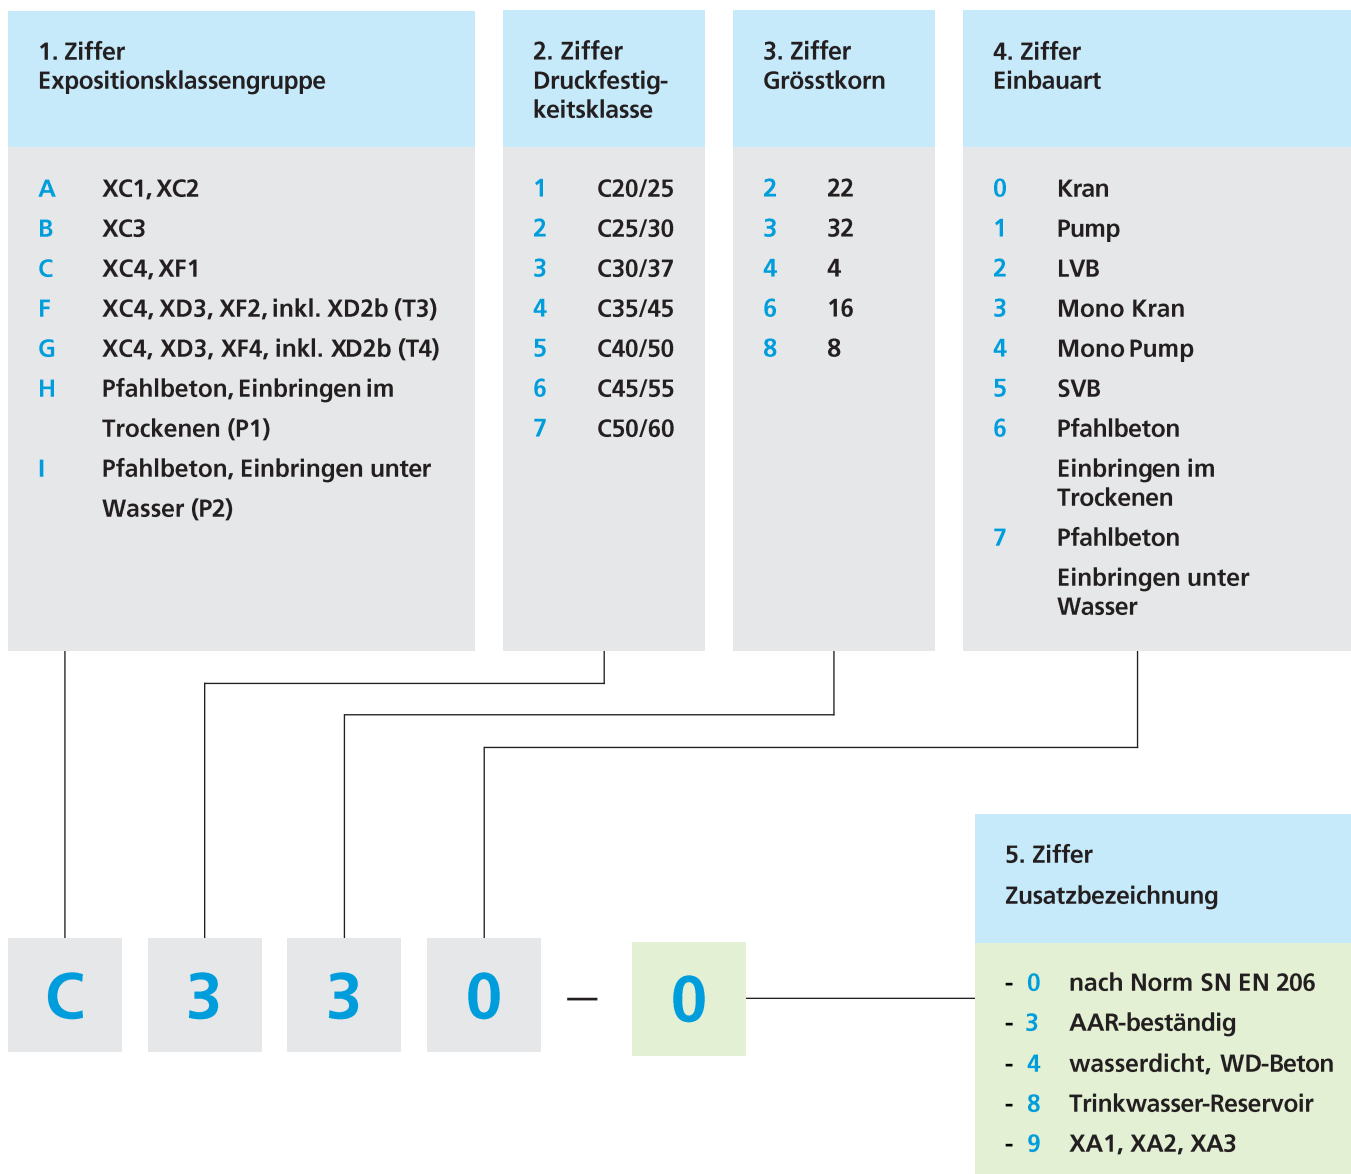 1. Ziffer
Expositionsklassengruppe
A XC1, XC2
B XC3
C XC4, XF1
F XC4, XD3, XF2, inkl. XD2b (T3)
G XC4, XD3, XF4, inkl. XD2b (T4)
H Pfahlbeton, Einbringen im
Trockenen (P1)
I Pfahlbeton, Einbringen unter
Wasser (P2)
2. Ziffer
Druckfestig-
keitsklasse
1 C20/25
2 C25/30
3 C30/37
4 C35/45
5 C40/50
6 C45/55
7 C50/60
3. Ziffer
Grösstkorn
2 22
3 32
4 4
6 16
8 8
4. Ziffer
Einbauart
0 Kran
1 Pump
2 LVB
3 Mono Kran
4 Mono Pump
5 SVB
6 Pfahlbeton
Einbringen im
Trockenen
7 Pfahlbeton
Einbringen unter
Wasser
C 3 3 0 – 0
5. Ziffer
Zusatzbezeichnung
- 0 nach Norm SN EN 206
- 3 AAR-beständig
- 4 wasserdicht, WD-Beton
- 8 Trinkwasser-Reservoir
- 9 XA1, XA2, XA3